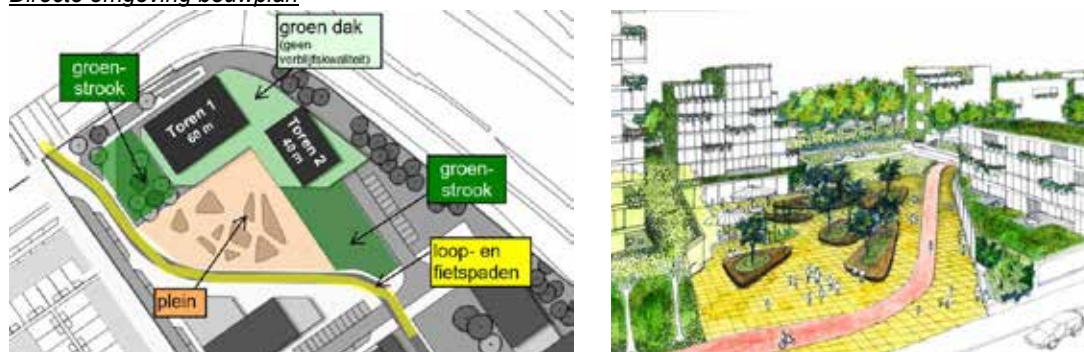 Directe omgeving bouwplan
groen dak
(geen
verblijfskwaliteit)
groen-
strook
Toren 1
60 m
Toren 2
40 m
groen-
strook
loop- en
fietspaden
plein